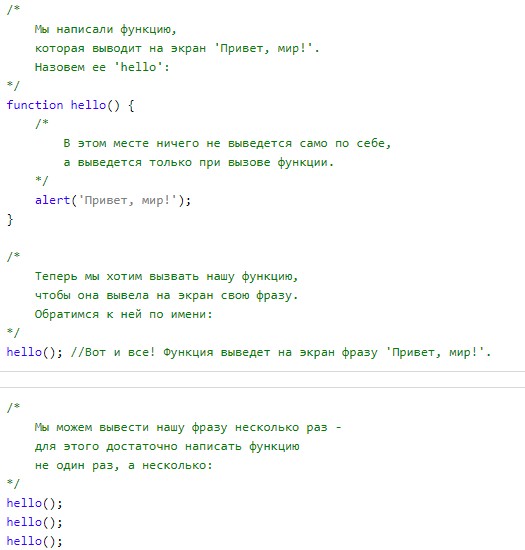 /*
Мы написали функцию,
которая выводит на экран 'Привет, мир!'.
Назовем ее 'hello':
*/
function hello() {
/*
В этом месте ничего не выведется само по себе,
а выведется только при вызове функции.
*/
alert('Привет, мир!');
}
/*
Теперь мы хотим вызвать нашу функцию,
чтобы она вывела на экран свою фразу.
Обратимся к ней по имени:
*/
hello(); //Вот и все! Функция выведет на экран фразу 'Привет, мир!'.
/*
Мы можем вывести нашу фразу несколько раз -
для этого достаточно написать функцию
не один раз, а несколько:
*/
hello();
hello();
hello();